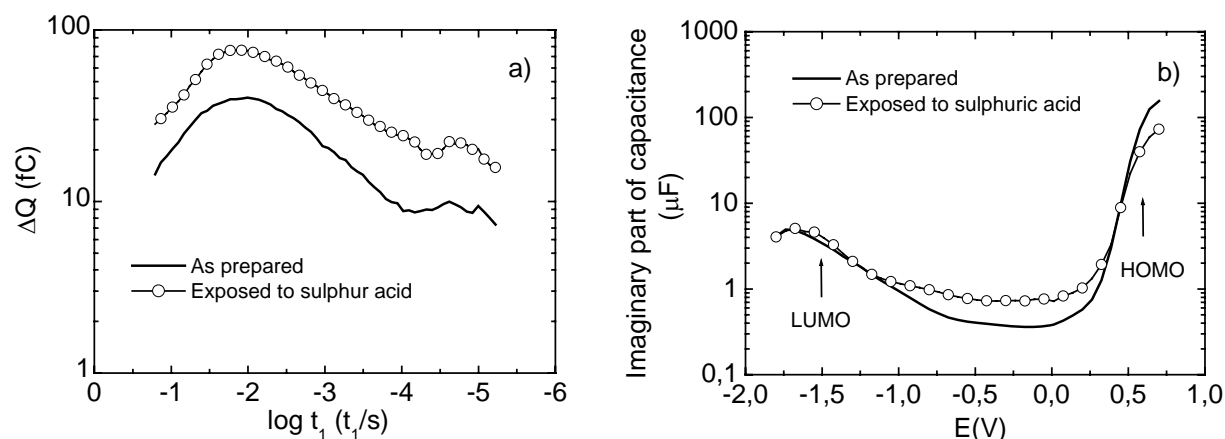 100
10
1
ΔQ (fC)
a)
As prepared
Exposed to sulphur acid
0 -1 -2 -3 -4 -5 -6
log t1 (t1/s)
1000
100
10
1
0,1
Imaginary part of capacitance
(μF)
b)
As prepared
Exposed to sulphuric acid
LUMO
HOMO
-2,0 -1,5 -1,0 -0,5 0,0 0,5 1,0
E(V)